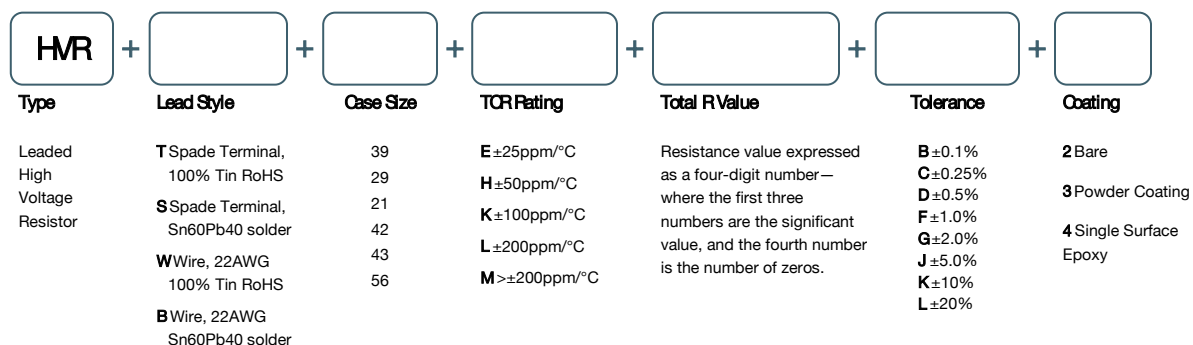 HVR + + + + + +
Type Lead Style Case Size TCR Rating Total R Value Tolerance Coating
Leaded
High
Voltage
Resistor
T Spade Terminal,
100% Tin RoHS
S Spade Terminal,
Sn60Pb40 solder
W Wire, 22AWG
100% Tin RoHS
B Wire, 22AWG
Sn60Pb40 solder
39
29
21
42
43
56
E ±25ppm/°C
H ±50ppm/°C
K ±100ppm/°C
L ±200ppm/°C
M >±200ppm/°C
Resistance value expressed
as a four-digit number—
where the first three
numbers are the significant
value, and the fourth number
is the number of zeros.
B ±0.1%
C ±0.25%
D ±0.5%
F ±1.0%
G ±2.0%
J ±5.0%
K ±10%
L ±20%
2 Bare
3 Powder Coating
4 Single Surface
Epoxy